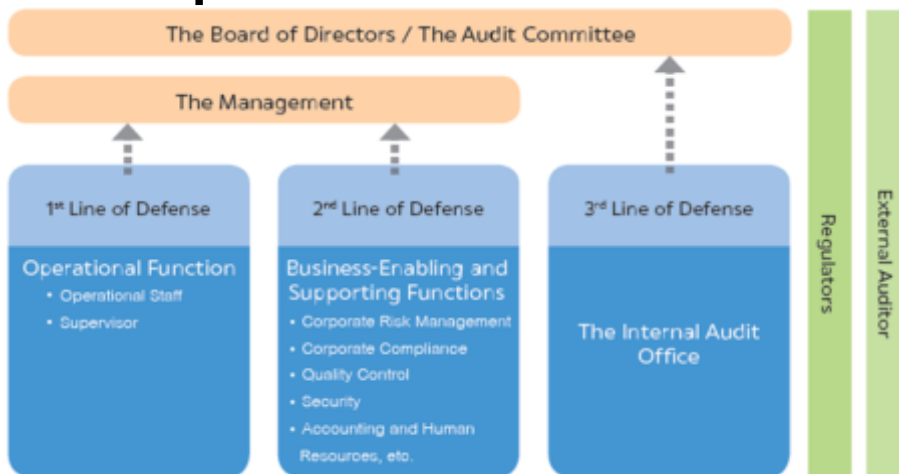 The Board of Directors / The Audit Committee
The Management
1st Line of Defense
Operational Function
• Operational Staff
• Supervisor
2nd Line of Defense
Business-Enabling and
Supporting Functions
• Corporate Risk Management
• Corporate Compliance
• Quality Control
• Security
• Accounting and Human
Resources, etc.
3rd Line of Defense
The Internal Audit
Office
Regulators
External Auditor